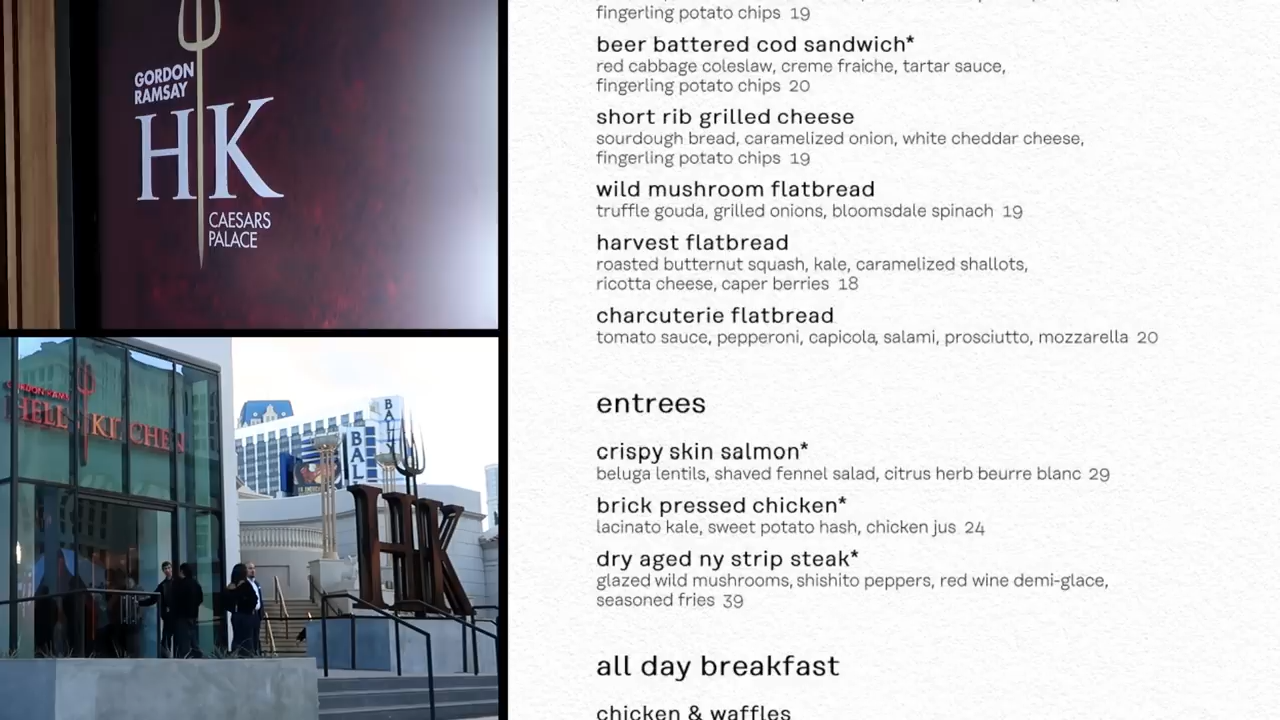 GORDON
RAMSAY
HK
CAESARS
PALACE
HELL KITCHEN
BALLY
BAL
HK
fingerling potato chips 19
beer battered cod sandwich*
red cabbage coleslaw, creme fraiche, tartar sauce,
fingerling potato chips 20
short rib grilled cheese
sourdough bread, caramelized onion, white cheddar cheese,
fingerling potato chips 19
wild mushroom flatbread
truffle gouda, grilled onions, bloomsdale spinach 19
harvest flatbread
roasted butternut squash, kale, caramelized shallots,
ricotta cheese, caper berries 18
charcuterie flatbread
tomato sauce, pepperoni, capicola, salami, prosciutto, mozzarella 20
entrees
crispy skin salmon*
beluga lentils, shaved fennel salad, citrus herb beurre blanc 29
brick pressed chicken*
lacinato kale, sweet potato hash, chicken jus 24
dry aged ny strip steak*
glazed wild mushrooms, shishito peppers, red wine demi-glace,
seasoned fries 39
all day breakfast
chicken & waffles